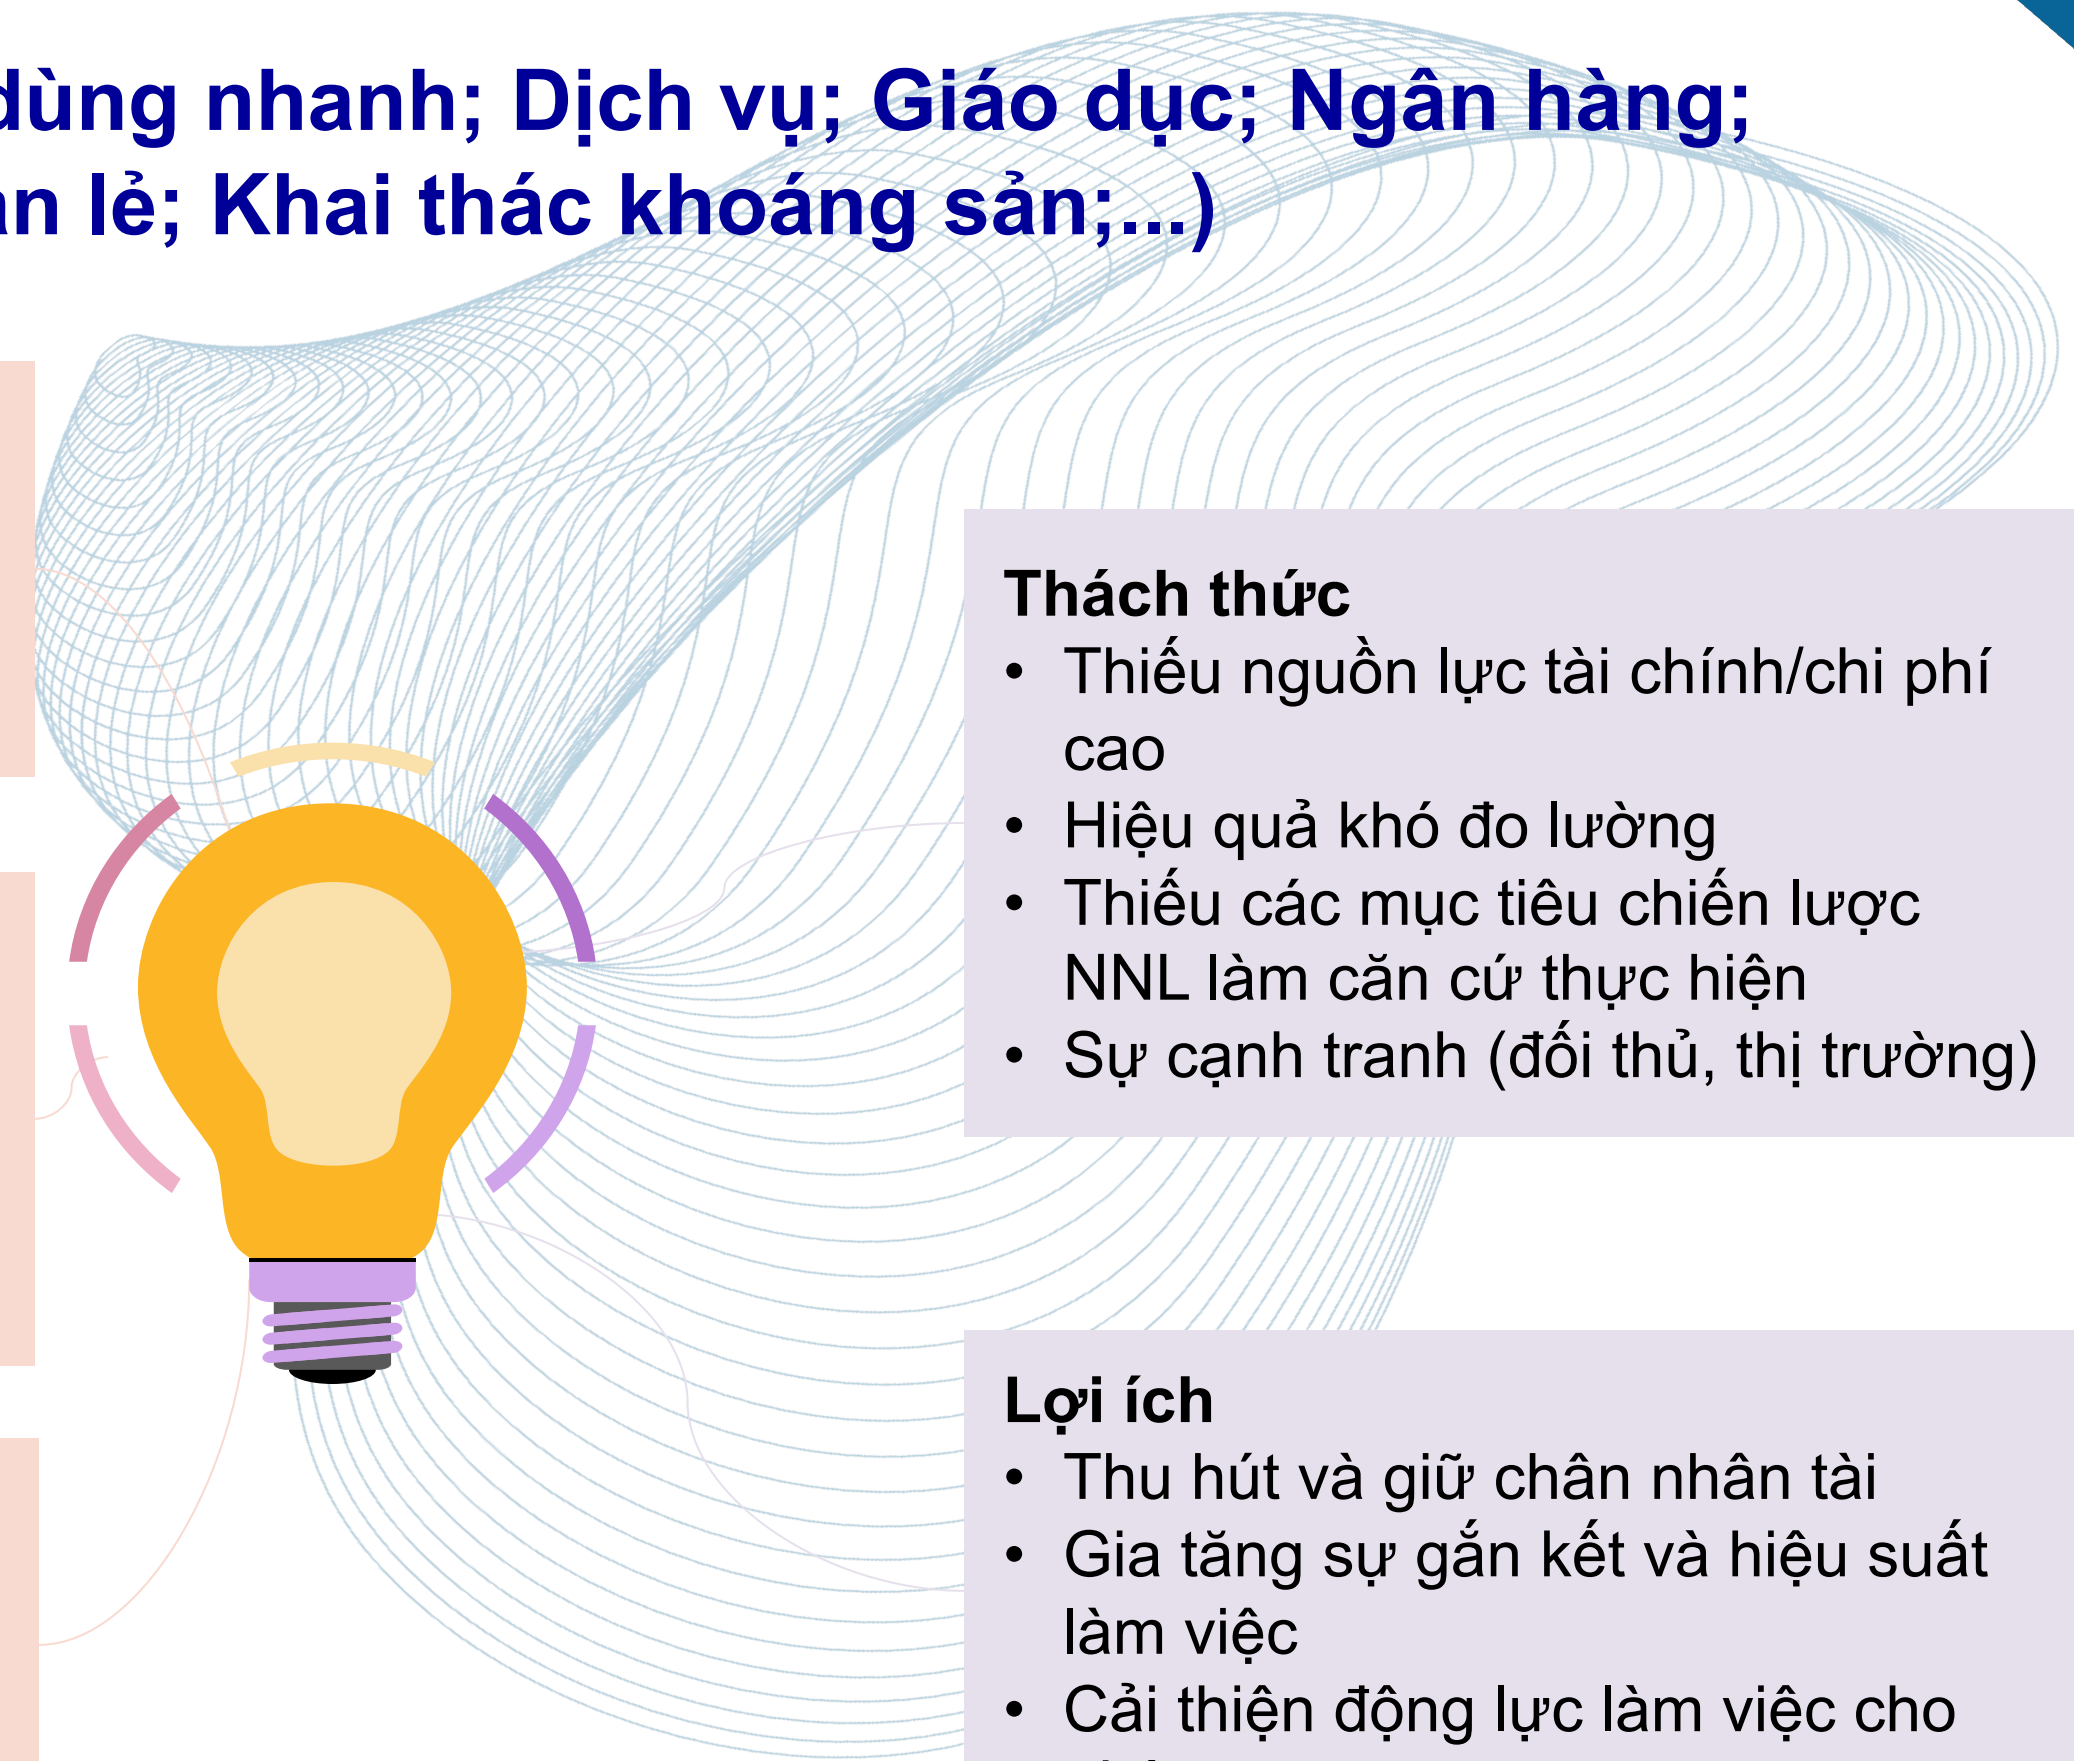 dùng nhanh; Dịch vụ; Giáo dục; Ngân hàng;
lẻ; Khai thác khoáng sản;...)
Thách thức
• Thiếu nguồn lực tài chính/chi phí
cao
• Hiệu quả khó đo lường
• Thiếu các mục tiêu chiến lược
NNL làm căn cứ thực hiện
• Sự cạnh tranh (đối thủ, thị trường)
Lợi ích
• Thu hút và giữ chân nhân tài
• Gia tăng sự gắn kết và hiệu suất
làm việc
• Cải thiện động lực làm việc cho